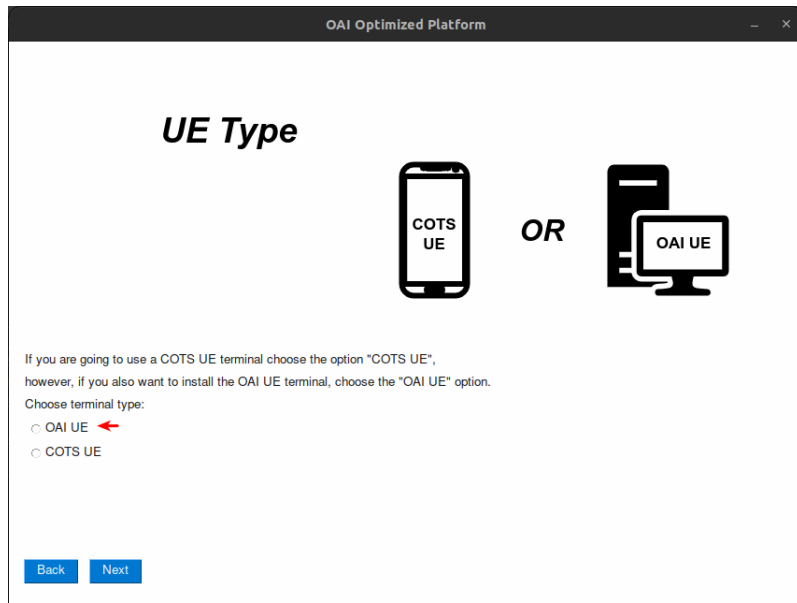 OAI Optimized Platform
UE Type
COTS
UE
OR
OAI UE
If you are going to use a COTS UE terminal choose the option "COTS UE",
however, if you also want to install the OAI UE terminal, choose the "OAI UE" option.
Choose terminal type:
OAI UE
COTS UE
Back
Next